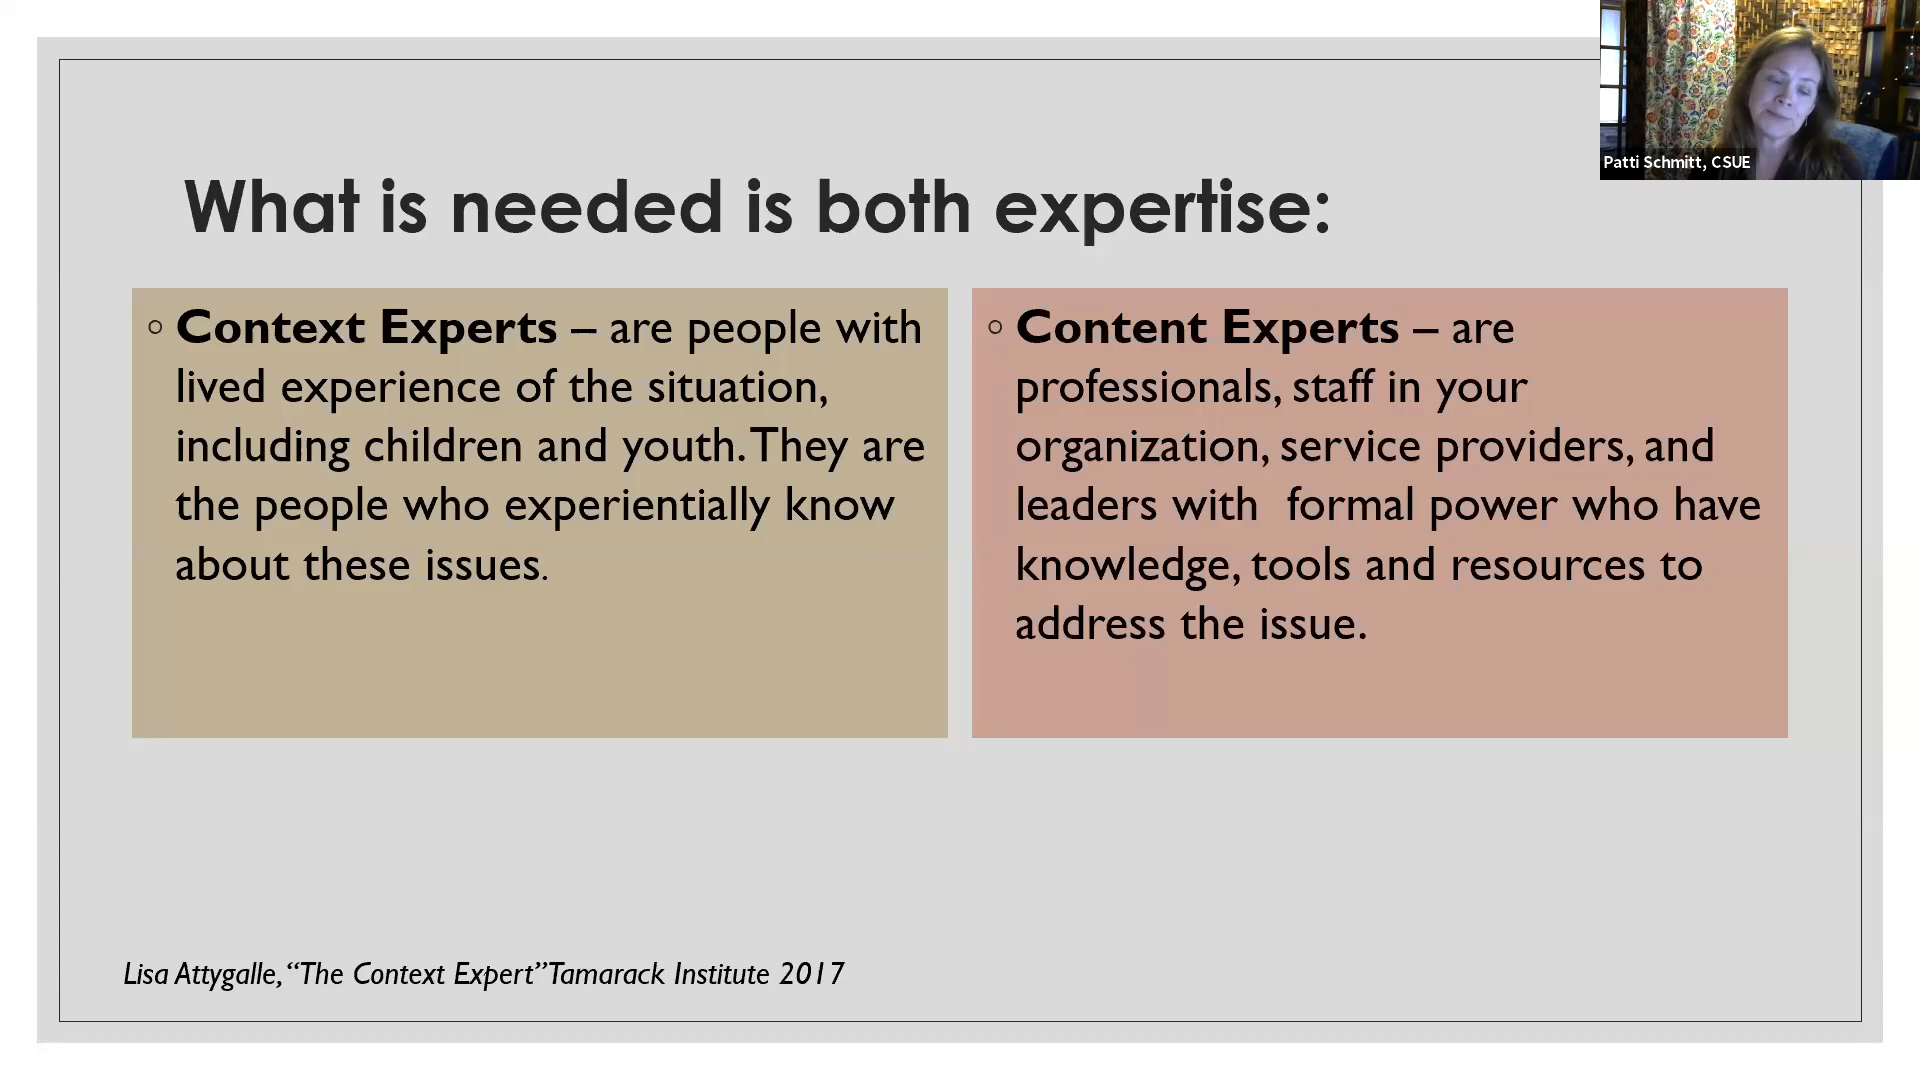 Patti Schmitt, CSUE
What is needed is both expertise:
◦ Context Experts – are people with
lived experience of the situation,
including children and youth. They are
the people who experientially know
about these issues.
◦ Content Experts – are
professionals, staff in your
organization, service providers, and
leaders with  formal power who have
knowledge, tools and resources to
address the issue.
Lisa Attygalle, “The Context Expert” Tamarack Institute 2017